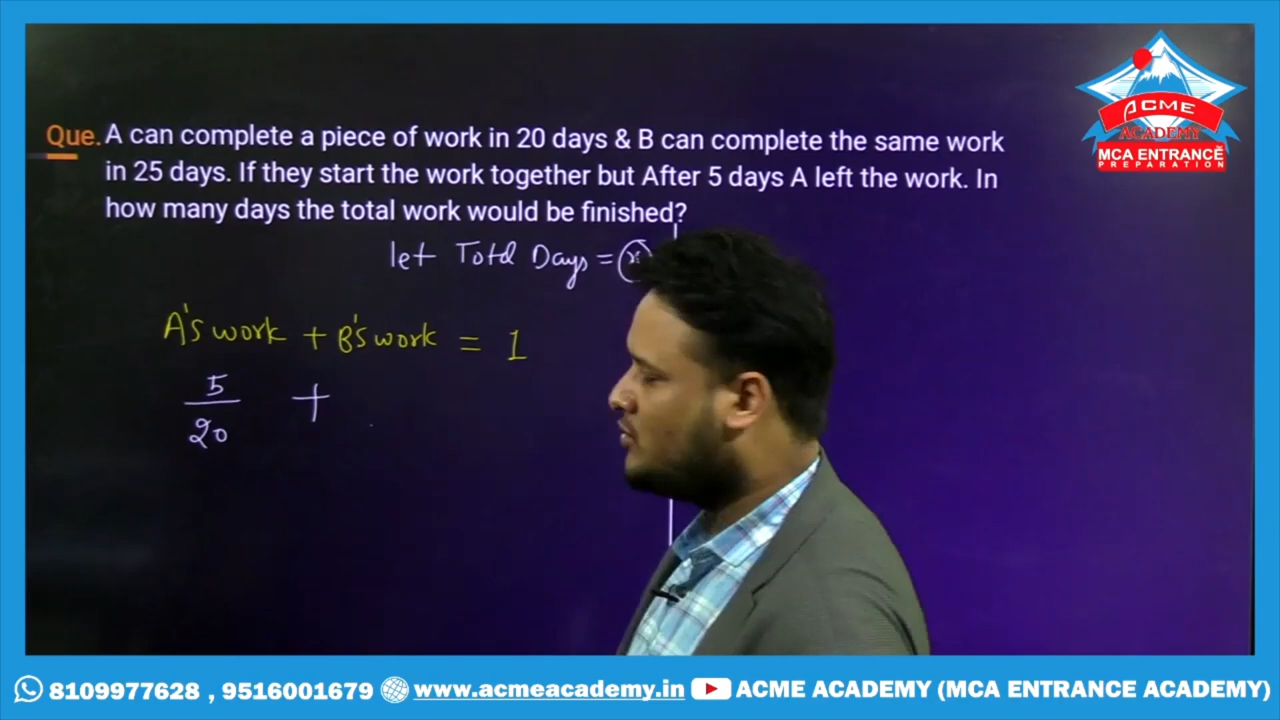 ACME
ACADEMY
MCA ENTRANCE
PREPARATION
Que. A can complete a piece of work in 20 days & B can complete the same work
in 25 days. If they start the work together but After 5 days A left the work. In
how many days the total work would be finished?
let Total Days = x
A's work + B's work = 1
5
20
+
8109977628 , 9516001679 www.acmeacademy.in ACME ACADEMY (MCA ENTRANCE ACADEMY)